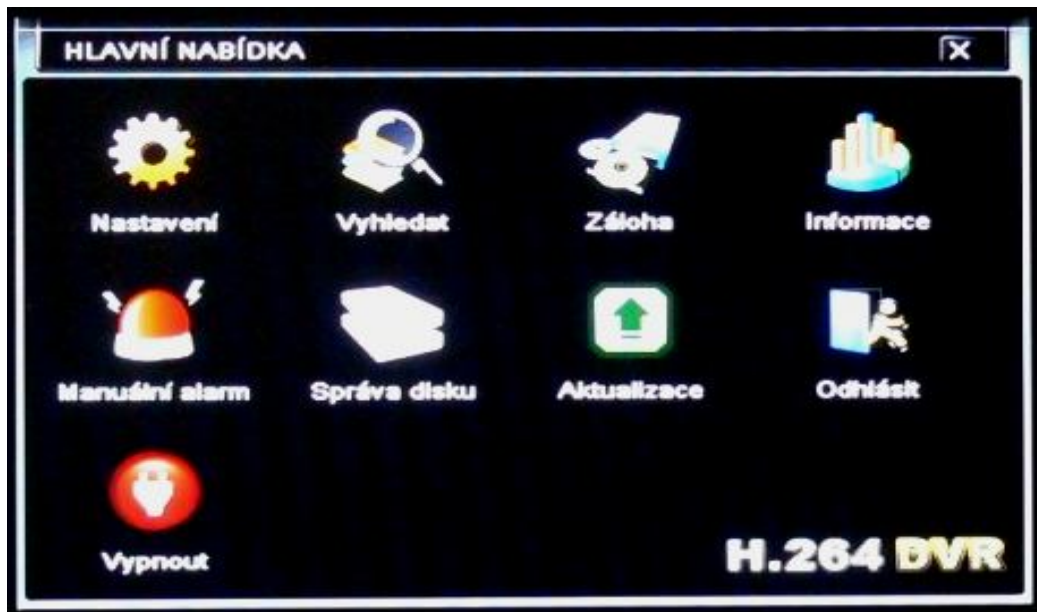 HLAVNÍ NABÍDKA
Nastavení Vyhledat Záloha Informace
Manuální alarm Správa disku Aktualizace Odhlásit
Vypnout
H.264 DVR